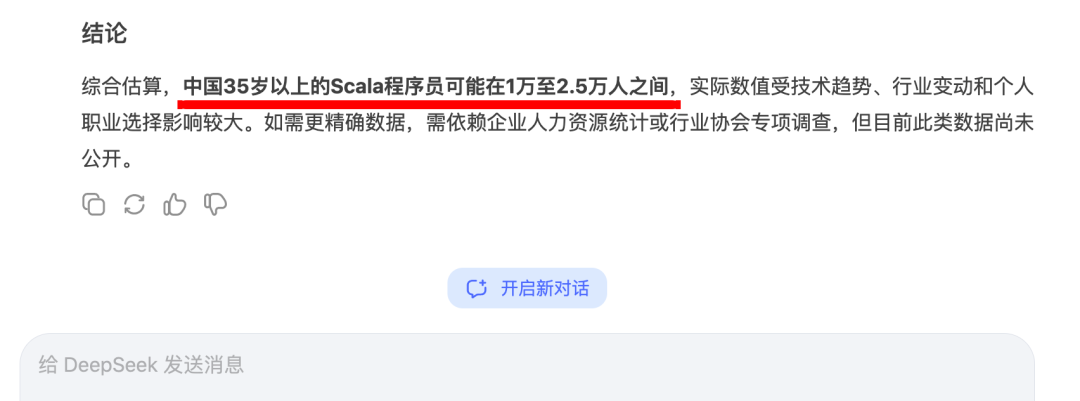 结论
综合估算，中国35岁以上的Scala程序员可能在1万至2.5万人之间，实际数值受技术趋势、行业变动和个人
职业选择影响较大。如需更精确数据，需依赖企业人力资源统计或行业协会专项调查，但目前此类数据尚未
公开。
开启新对话
给 DeepSeek 发送消息